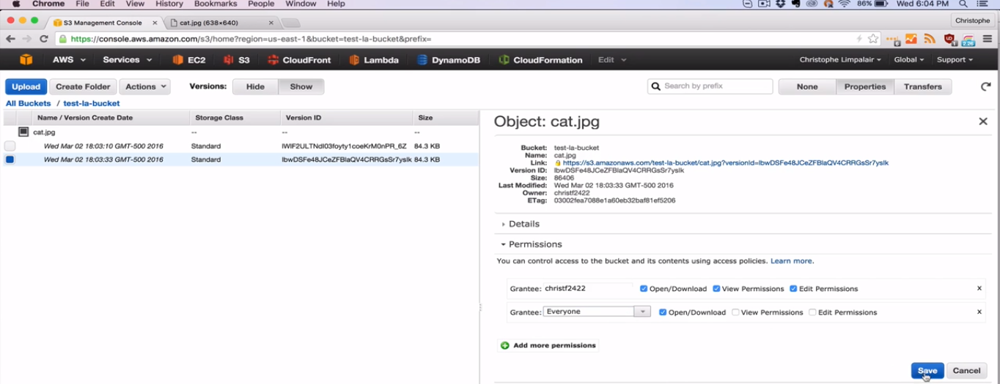 Chrome File Edit View History Bookmarks People Window Help 86% Wed 6:04 PM
S3 Management Console cat.jpg (638×640) Christophe
https://console.aws.amazon.com/s3/home?region=us-east-1&bucket=test-la-bucket&prefix=
AWS Services EC2 S3 CloudFront Lambda DynamoDB CloudFormation Edit Christophe Limpalair Global Support
Upload Create Folder Actions Versions: Hide Show Search by prefix None Properties Transfers
All Buckets / test-la-bucket
Name / Version Create Date Storage Class Version ID Size
cat.jpg -- -- --
Wed Mar 02 18:03:10 GMT-500 2016 Standard 84.3 KB
Wed Mar 02 18:03:33 GMT-500 2016 Standard IbwDSFe48JCeZFBlaQV4CRRGsSr7yslk 84.3 KB
Object: cat.jpg x
Bucket: test-la-bucket
Name: cat.jpg
Link: https://s3.amazonaws.com/test-la-bucket/cat.jpg?versionId=IbwDSFe48JCeZFBlaQV4CRRGsSr7yslk
Version ID: IbwDSFe48JCeZFBlaQV4CRRGsSr7yslk
Size: 86406
Last Modified: Wed Mar 02 18:03:33 GMT-500 2016
Owner: christf2422
ETag: 03002fea7088e1a60eb32baf81ef5206
Details
Permissions
You can control access to the bucket and its contents using access policies. Learn more.
Grantee: christf2422 Open/Download View Permissions Edit Permissions x
Grantee: Everyone Open/Download View Permissions Edit Permissions x
Add more permissions
Save Cancel